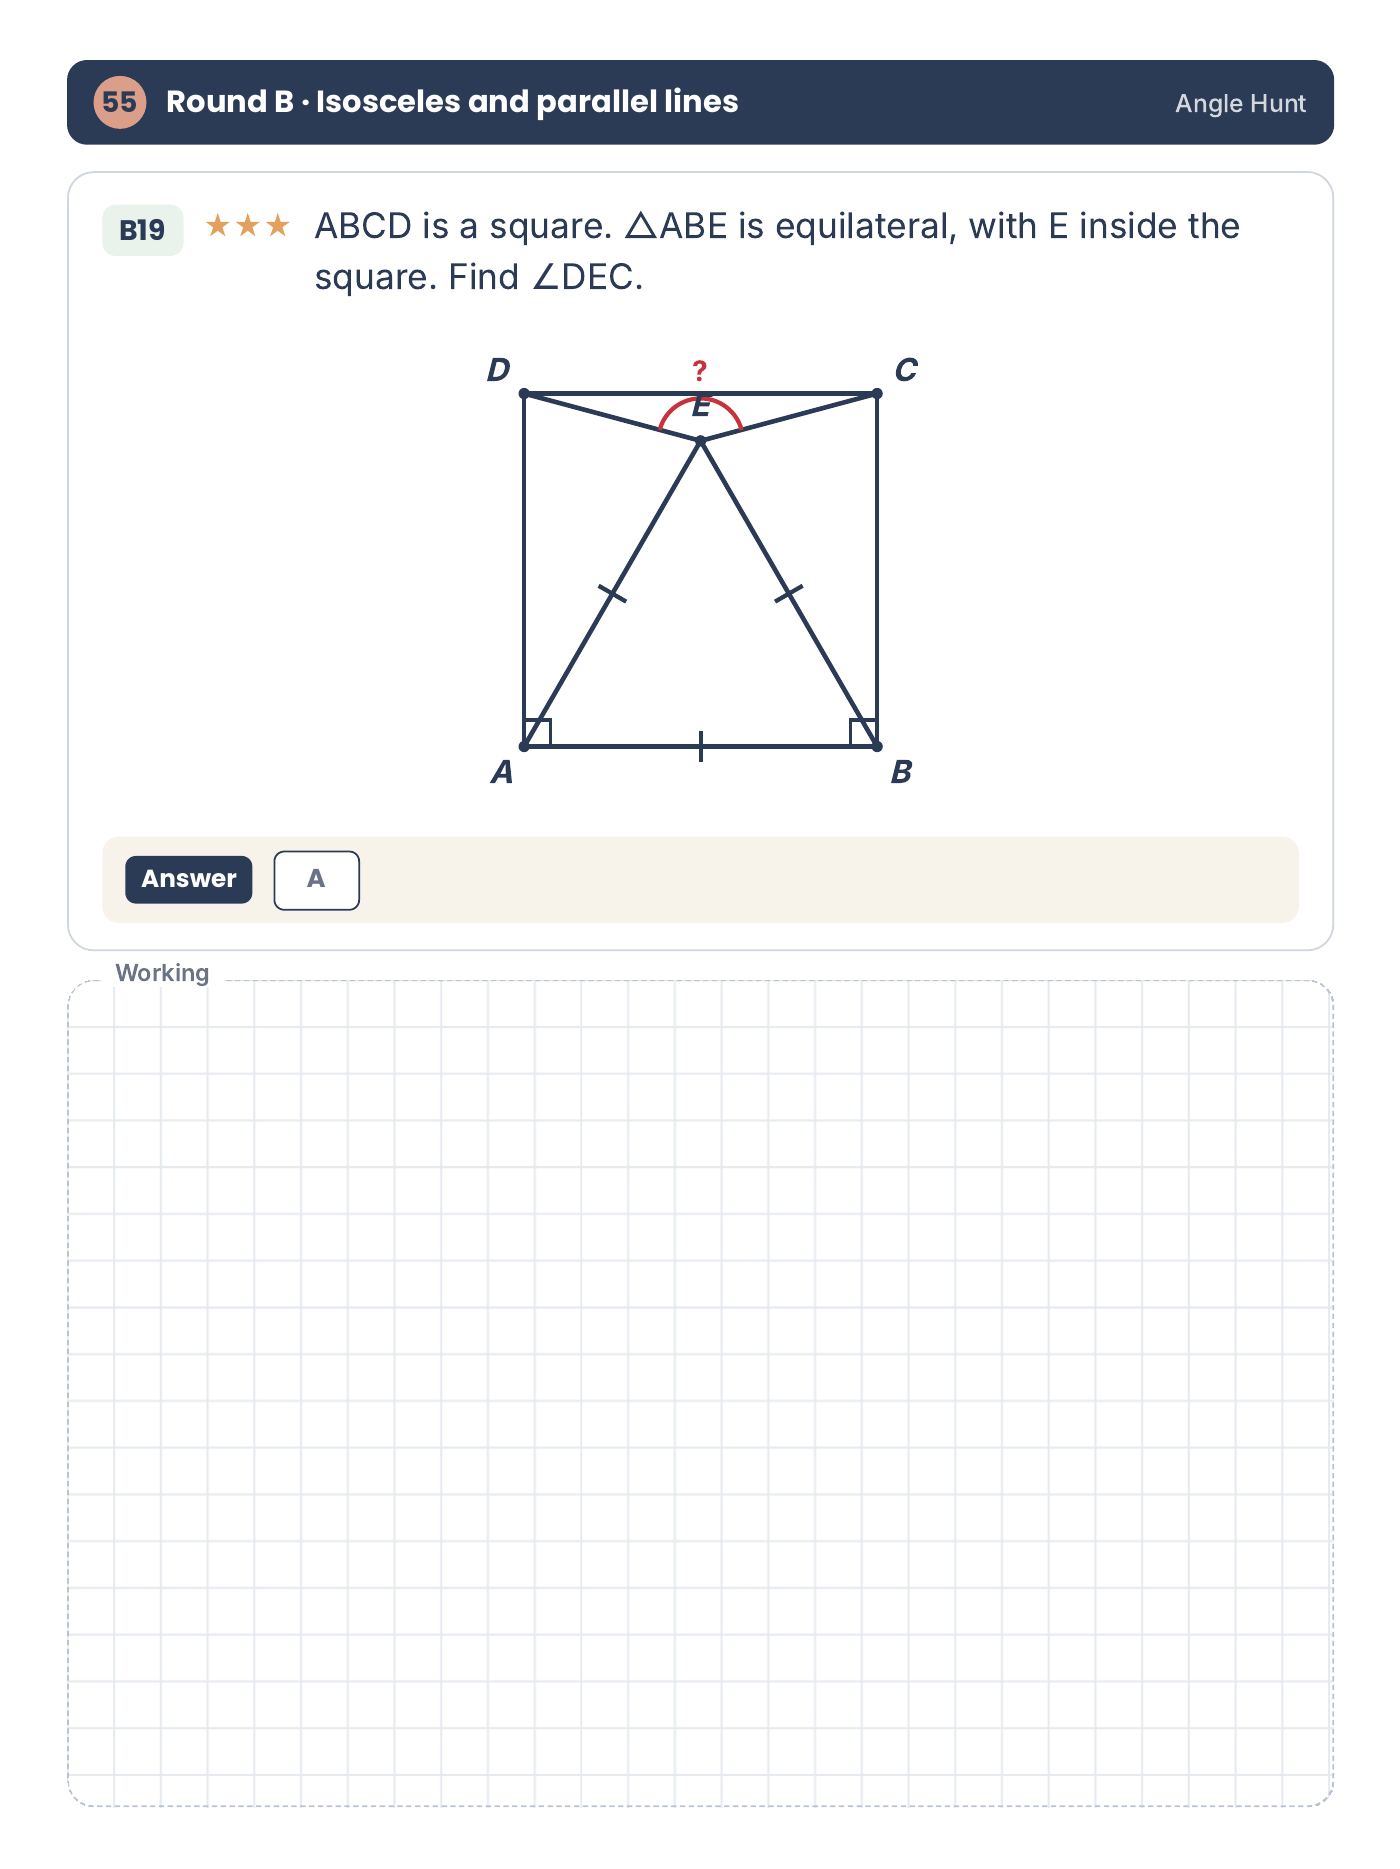 55 Round B · Isosceles and parallel lines Angle Hunt
B19 ★★★ ABCD is a square. △ABE is equilateral, with E inside the
square. Find ∠DEC.
D ? C
E
A B
Answer A
Working